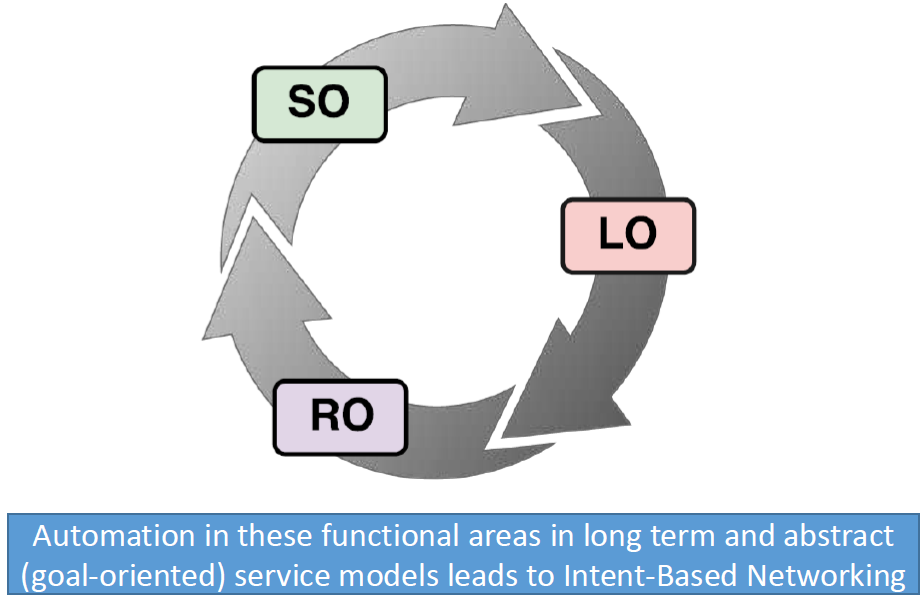 SO
LO
RO
Automation in these functional areas in long term and abstract
(goal-oriented) service models leads to Intent-Based Networking